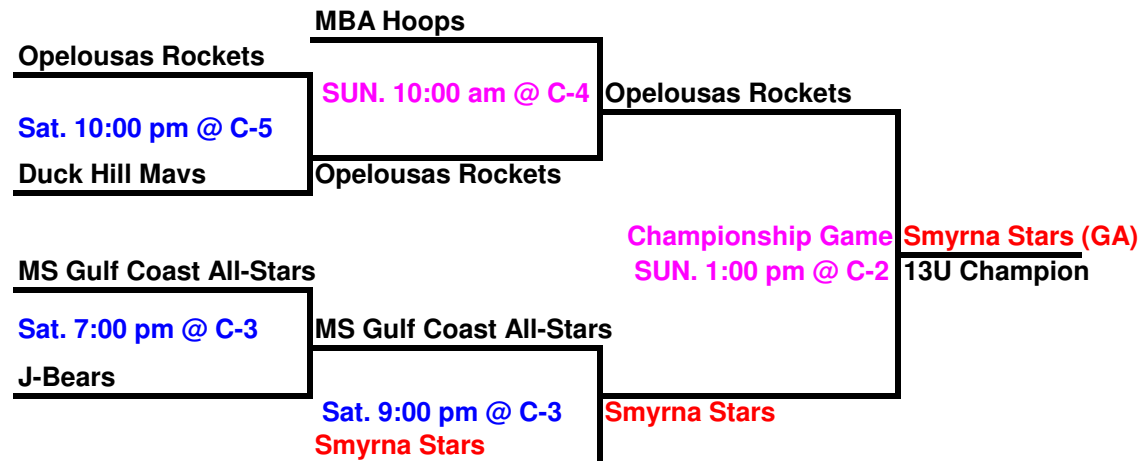 MBA Hoops
Opelousas Rockets
SUN. 10:00 am @ C-4
Opelousas Rockets
Sat. 10:00 pm @ C-5
Duck Hill Mavs
Opelousas Rockets
Championship Game
Smyrna Stars (GA)
MS Gulf Coast All-Stars
SUN. 1:00 pm @ C-2
13U Champion
Sat. 7:00 pm @ C-3
MS Gulf Coast All-Stars
J-Bears
Sat. 9:00 pm @ C-3
Smyrna Stars
Smyrna Stars